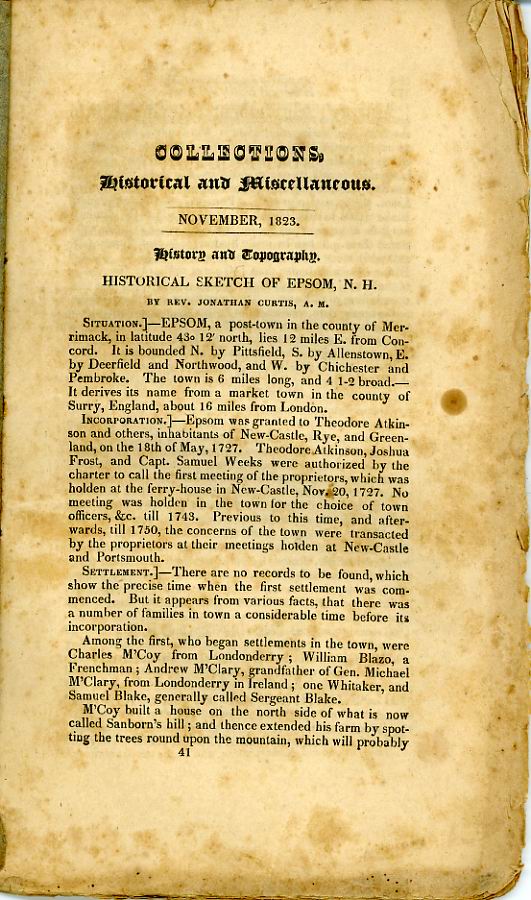 COLLECTIONS,
Historical and Miscellaneous.
NOVEMBER, 1823.
History and Topography.
HISTORICAL SKETCH OF EPSOM, N. H.
BY REV. JONATHAN CURTIS, A. M.
SITUATION.]—EPSOM, a post-town in the county of Mer-
rimack, in latitude 43o 12' north, lies 12 miles E. from Con-
cord. It is bounded N. by Pittsfield, S. by Allenstown, E.
by Deerfield and Northwood, and W. by Chichester and
Pembroke. The town is 6 miles long, and 4 1-2 broad.—
It derives its name from a market town in the county of
Surry, England, about 16 miles from London.
INCORPORATION.]—Epsom was granted to Theodore Atkin-
son and others, inhabitants of New-Castle, Rye, and Green-
land, on the 18th of May, 1727. Theodore Atkinson, Joshua
Frost, and Capt. Samuel Weeks were authorized by the
charter to call the first meeting of the proprietors, which was
holden at the ferry-house in New-Castle, Nov. 20, 1727. No
meeting was holden in the town for the choice of town
officers, &c. till 1743. Previous to this time, and after-
wards, till 1750, the concerns of the town were transacted
by the proprietors at their meetings holden at New-Castle
and Portsmouth.
SETTLEMENT.]—There are no records to be found, which
show the precise time when the first settlement was com-
menced. But it appears from various facts, that there was
a number of families in town a considerable time before its
incorporation.
Among the first, who began settlements in the town, were
Charles M'Coy from Londonderry ; William Blazo, a
Frenchman ; Andrew M'Clary, grandfather of Gen. Michael
M'Clary, from Londonderry in Ireland ; one Whitaker, and
Samuel Blake, generally called Sergeant Blake.
M'Coy built a house on the north side of what is now
called Sanborn's hill ; and thence extended his farm by spot-
ting the trees round upon the mountain, which will probably
41